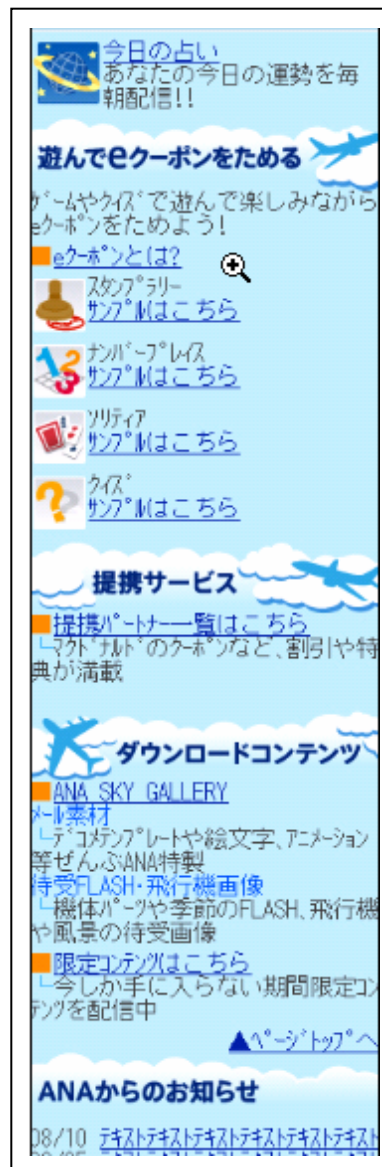 今日の占い
あなたの今日の運勢を毎
朝配信!!
遊んでeクーポンをためる
ｹﾞｰﾑやｸｲｽﾞで遊んで楽しみながら
eｸｰﾎﾟﾝをためよう!
■eｸｰﾎﾟﾝとは?
ｽﾀﾝﾌﾟﾗﾘｰ
ｻﾝﾌﾟﾙはこちら
ﾅﾝﾊﾞｰﾌﾟﾚｲｽ
ｻﾝﾌﾟﾙはこちら
ｿﾘﾃｨｱ
ｻﾝﾌﾟﾙはこちら
ｸｲｽﾞ
ｻﾝﾌﾟﾙはこちら
提携サービス
■提携ﾊﾟｰﾄﾅｰ一覧はこちら
└ﾏｸﾄﾞﾅﾙﾄﾞのｸｰﾎﾟﾝなど、割引や特
典が満載
ダウンロードコンテンツ
■ANA SKY GALLERY
ﾒｰﾙ素材
└ﾃﾞｺﾒﾃﾝﾌﾟﾚｰﾄや絵文字、ｱﾆﾒｰｼｮﾝ
等ぜんぶANA特製
待受FLASH･飛行機画像
└機体ﾊﾟｰﾂや季節のFLASH、飛行機
や風景の待受画像
■限定ｺﾝﾃﾝﾂはこちら
└今しか手に入らない期間限定ｺﾝ
ﾃﾝﾂを配信中
▲ﾍﾟｰｼﾞﾄｯﾌﾟへ
ANAからのお知らせ
08/10 ﾃｷｽﾄﾃｷｽﾄﾃｷｽﾄﾃｷｽﾄﾃｷｽﾄﾃｷｽﾄ